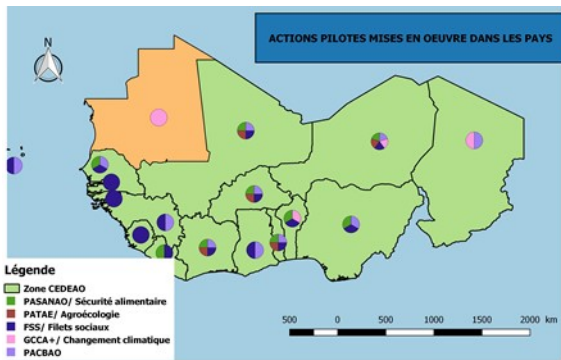 ACTIONS PILOTES MISES EN OEUVRE DANS LES PAYS
N
Légende
Zone CEDEAO
PASANAO/ Sécurité alimentaire
PATAE/ Agroécologie
FSS/ Filets sociaux
GCCA+/ Changement climatique
PACBAO
500 0 500 1000 1500 2000 km